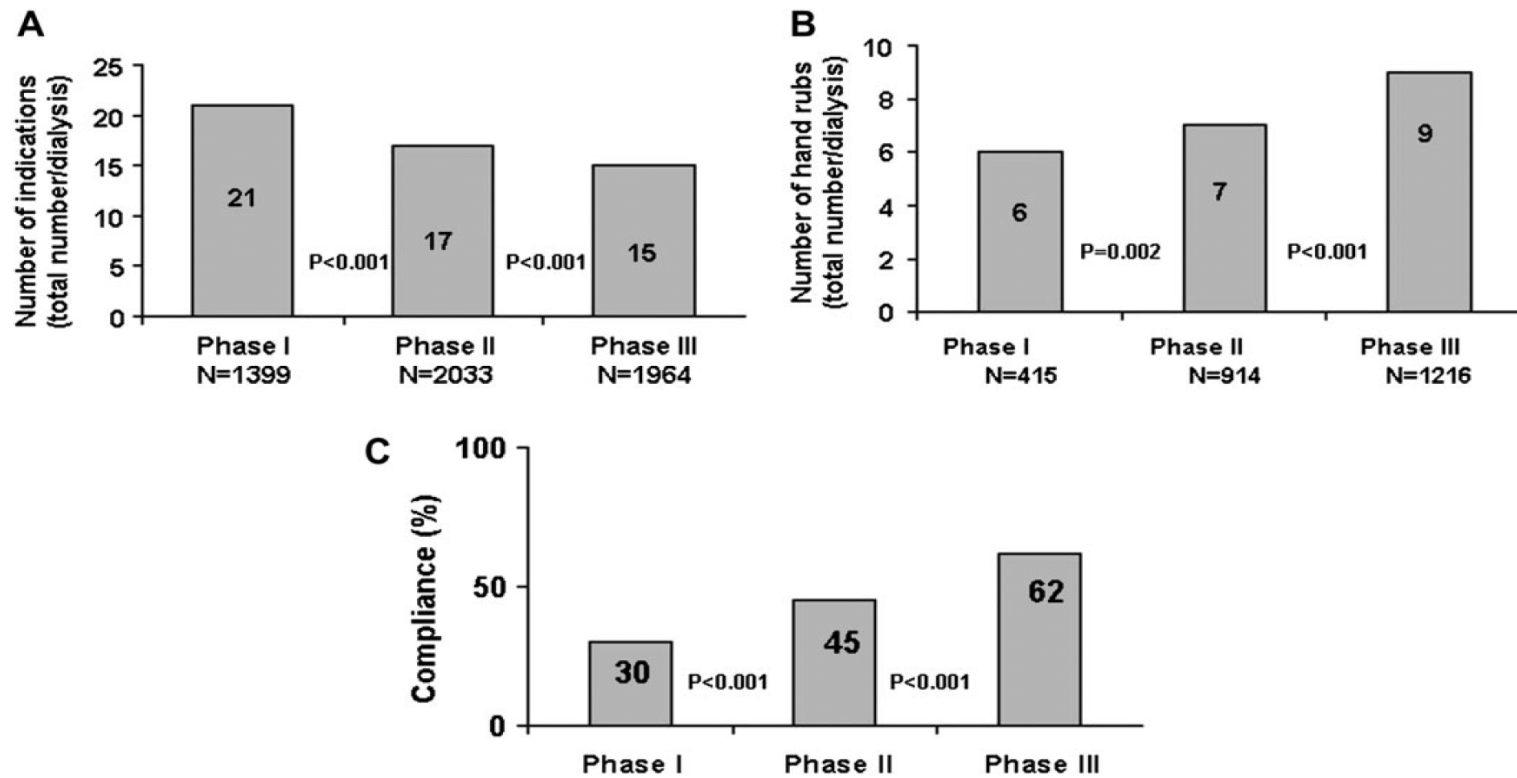 A
Number of indications
(total number/dialysis)
25
20
15
10
5
0
21
17
15
P<0.001
P<0.001
Phase I
Phase II
Phase III
N=1399
N=2033
N=1964
B
Number of hand rubs
(total number/dialysis)
10
8
6
4
2
0
6
7
9
P=0.002
P<0.001
Phase I
Phase II
Phase III
N=415
N=914
N=1216
C
Compliance (%)
100
50
0
30
45
62
P<0.001
P<0.001
Phase I
Phase II
Phase III